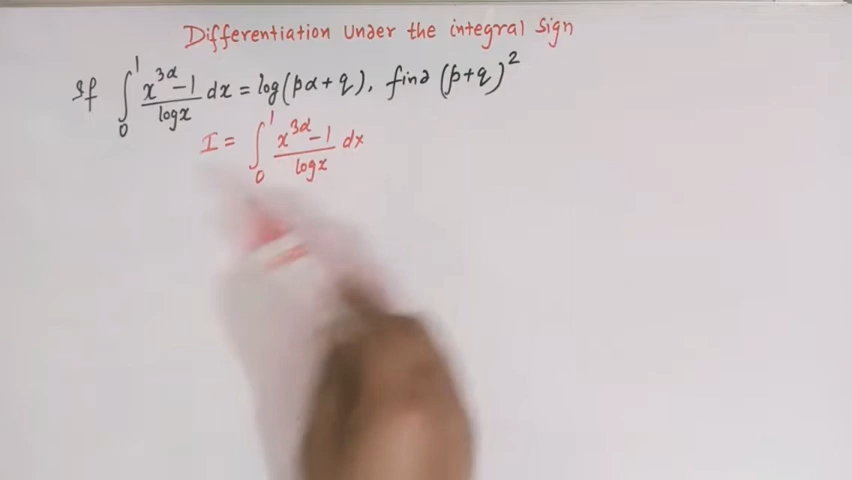 Differentiation under the integral sign
If ∫₀¹ (x^{3α} - 1)/(log x) dx = log(pα + q), find (p+q)²
I = ∫₀¹ (x^{3α} - 1)/(log x) dx